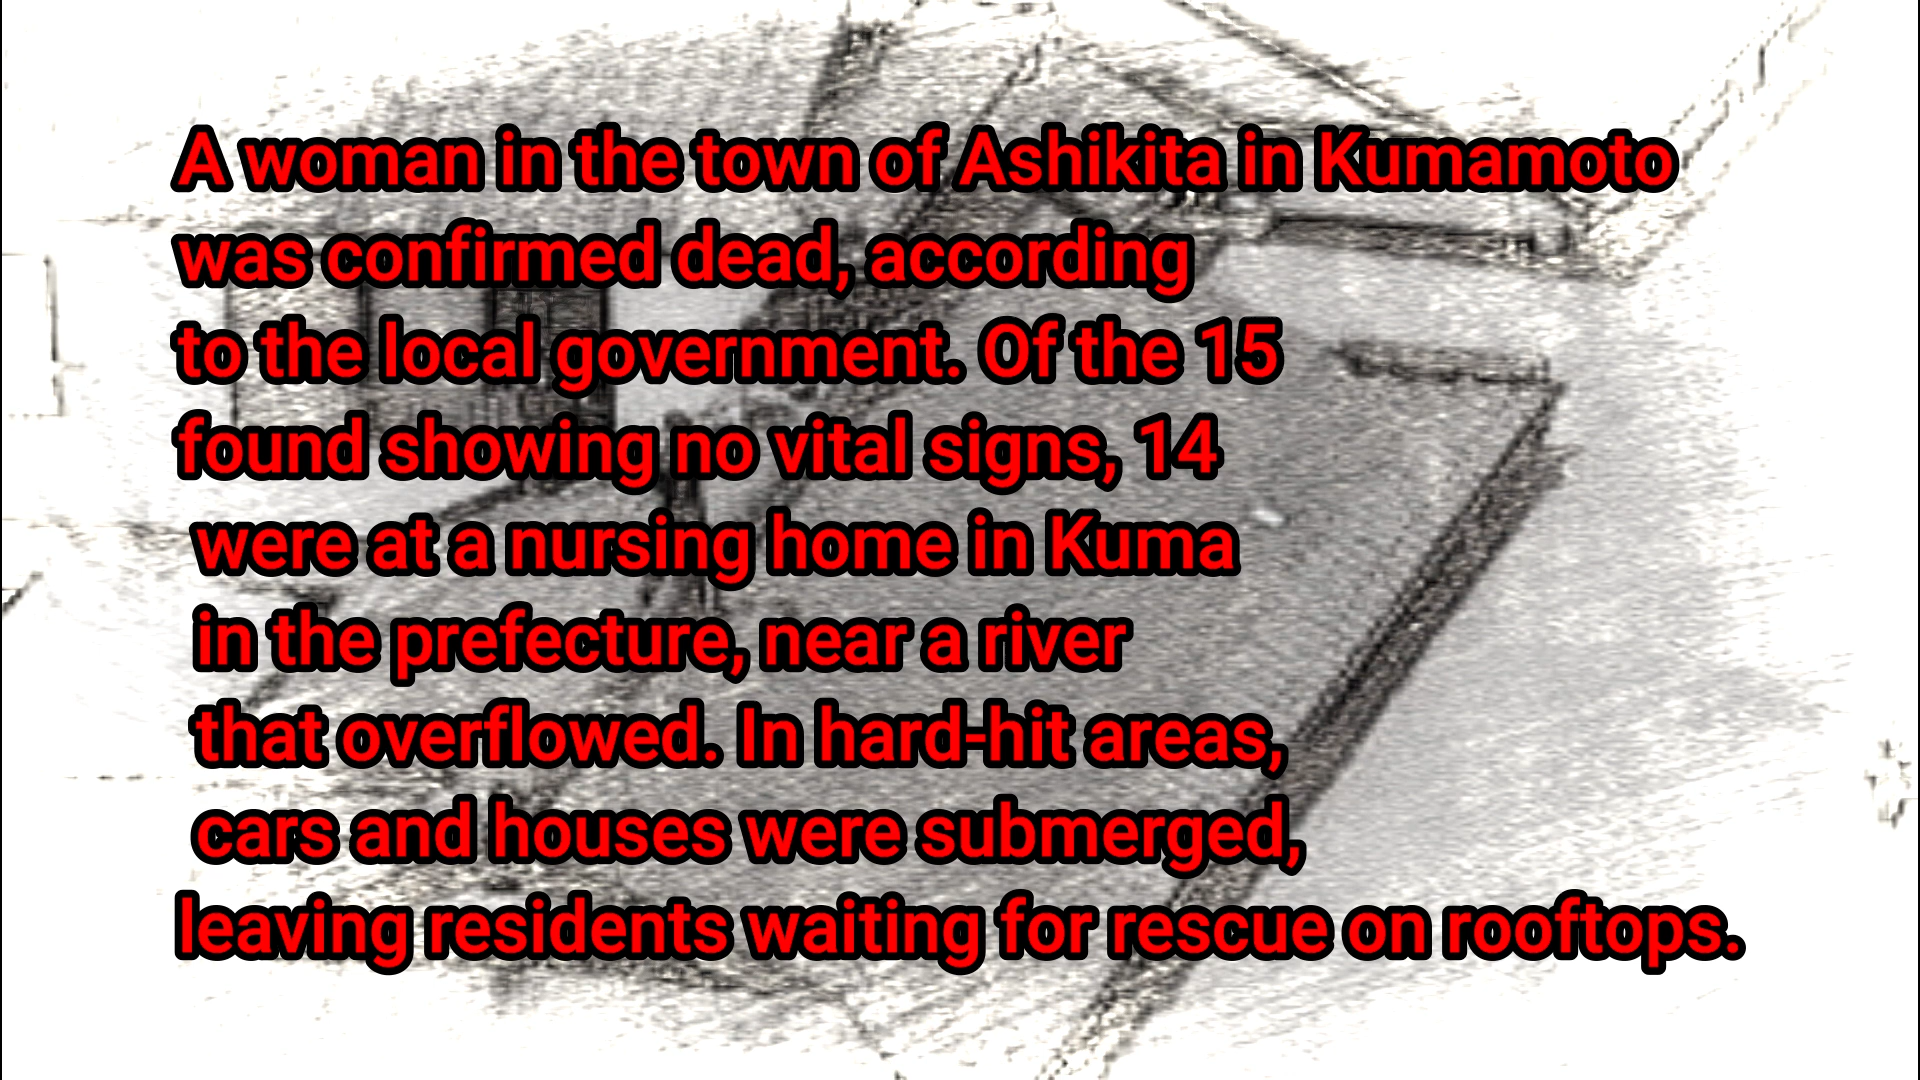 A woman in the town of Ashikita in Kumamoto
was confirmed dead, according
to the local government. Of the 15
found showing no vital signs, 14
were at a nursing home in Kuma
in the prefecture, near a river
that overflowed. In hard-hit areas,
cars and houses were submerged,
leaving residents waiting for rescue on rooftops.